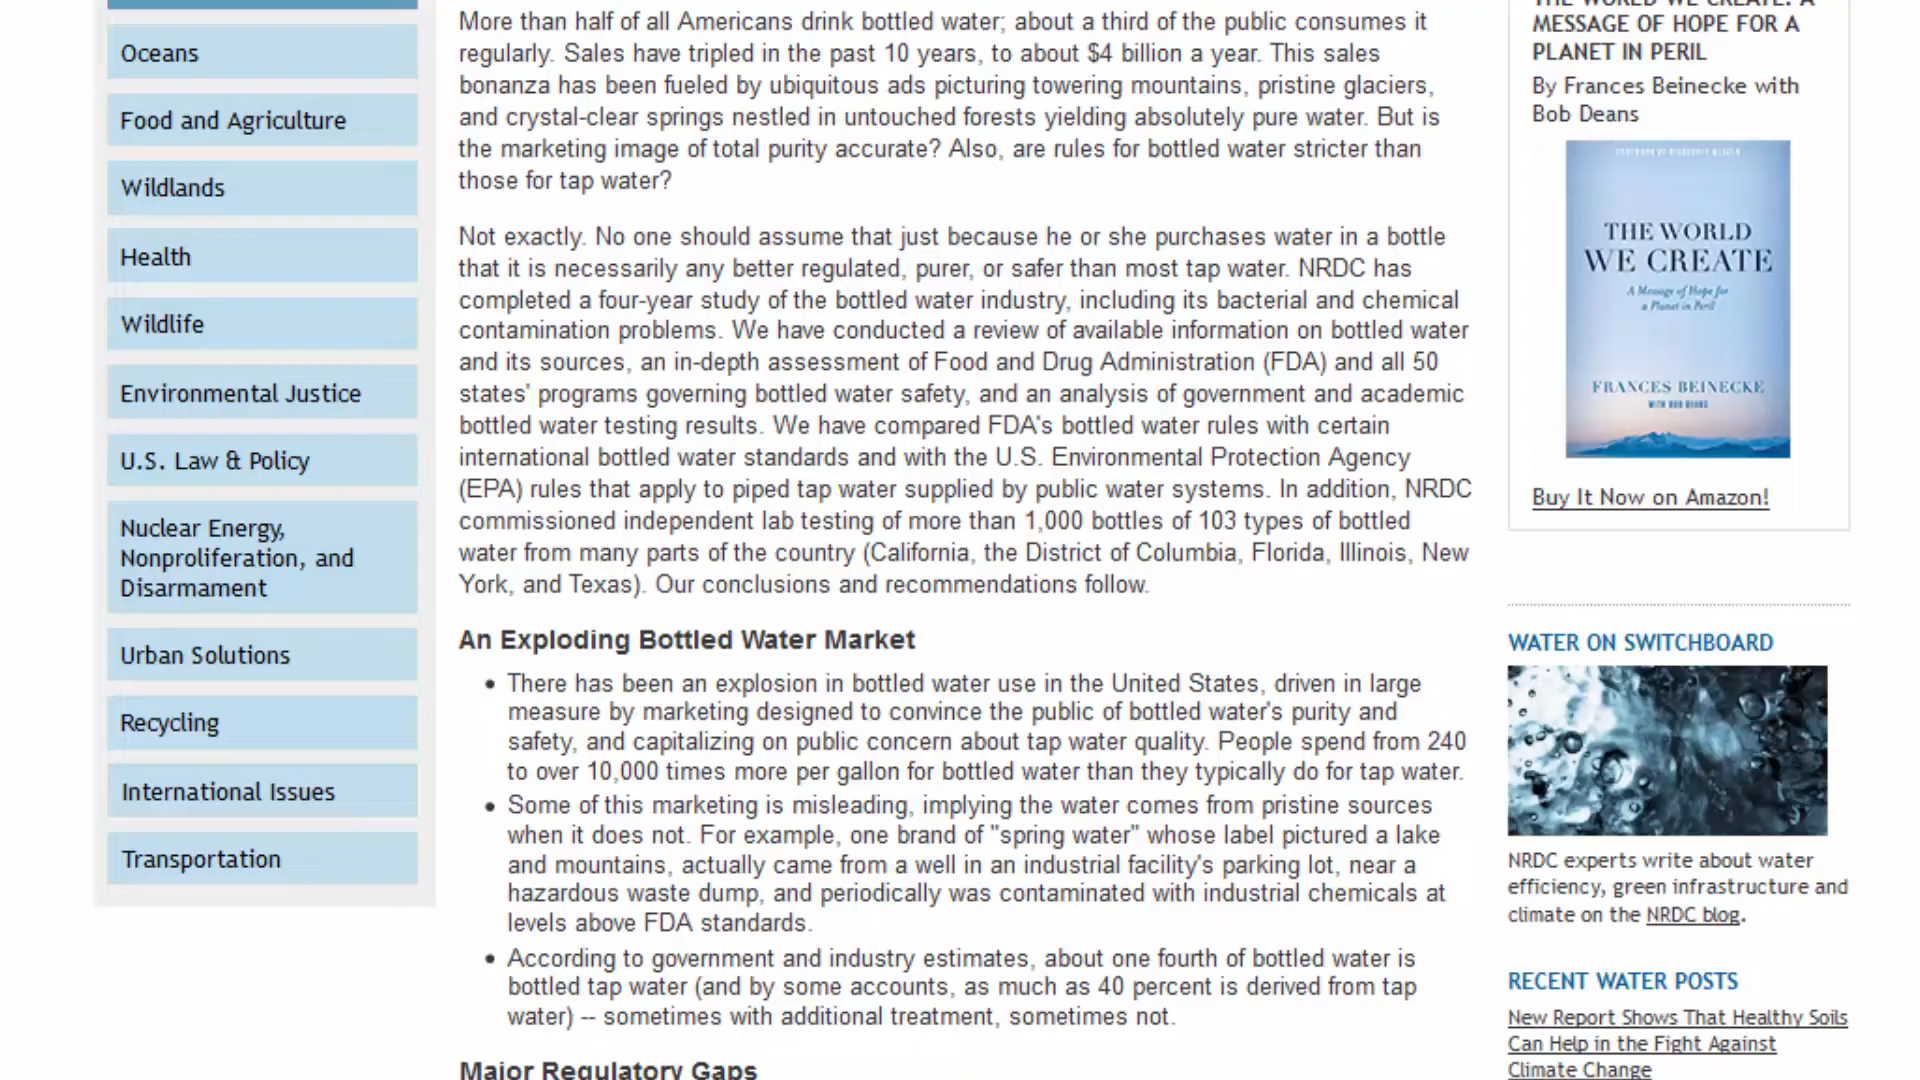 Oceans
Food and Agriculture
Wildlands
Health
Wildlife
Environmental Justice
U.S. Law & Policy
Nuclear Energy,
Nonproliferation, and
Disarmament
Urban Solutions
Recycling
International Issues
Transportation
More than half of all Americans drink bottled water; about a third of the public consumes it
regularly. Sales have tripled in the past 10 years, to about $4 billion a year. This sales
bonanza has been fueled by ubiquitous ads picturing towering mountains, pristine glaciers,
and crystal-clear springs nestled in untouched forests yielding absolutely pure water. But is
the marketing image of total purity accurate? Also, are rules for bottled water stricter than
those for tap water?
Not exactly. No one should assume that just because he or she purchases water in a bottle
that it is necessarily any better regulated, purer, or safer than most tap water. NRDC has
completed a four-year study of the bottled water industry, including its bacterial and chemical
contamination problems. We have conducted a review of available information on bottled water
and its sources, an in-depth assessment of Food and Drug Administration (FDA) and all 50
states' programs governing bottled water safety, and an analysis of government and academic
bottled water testing results. We have compared FDA's bottled water rules with certain
international bottled water standards and with the U.S. Environmental Protection Agency
(EPA) rules that apply to piped tap water supplied by public water systems. In addition, NRDC
commissioned independent lab testing of more than 1,000 bottles of 103 types of bottled
water from many parts of the country (California, the District of Columbia, Florida, Illinois, New
York, and Texas). Our conclusions and recommendations follow.
An Exploding Bottled Water Market
• There has been an explosion in bottled water use in the United States, driven in large
measure by marketing designed to convince the public of bottled water's purity and
safety, and capitalizing on public concern about tap water quality. People spend from 240
to over 10,000 times more per gallon for bottled water than they typically do for tap water.
• Some of this marketing is misleading, implying the water comes from pristine sources
when it does not. For example, one brand of "spring water" whose label pictured a lake
and mountains, actually came from a well in an industrial facility's parking lot, near a
hazardous waste dump, and periodically was contaminated with industrial chemicals at
levels above FDA standards.
• According to government and industry estimates, about one fourth of bottled water is
bottled tap water (and by some accounts, as much as 40 percent is derived from tap
water) -- sometimes with additional treatment, sometimes not.
Major Regulatory Gaps
THE WORLD WE CREATE: A
MESSAGE OF HOPE FOR A
PLANET IN PERIL
By Frances Beinecke with
Bob Deans
THE WORLD
WE CREATE
A Message of Hope for
a Planet in Peril
FRANCES BEINECKE
WITH BOB DEANS
Buy It Now on Amazon!
WATER ON SWITCHBOARD
NRDC experts write about water
efficiency, green infrastructure and
climate on the NRDC blog.
RECENT WATER POSTS
New Report Shows That Healthy Soils
Can Help in the Fight Against
Climate Change